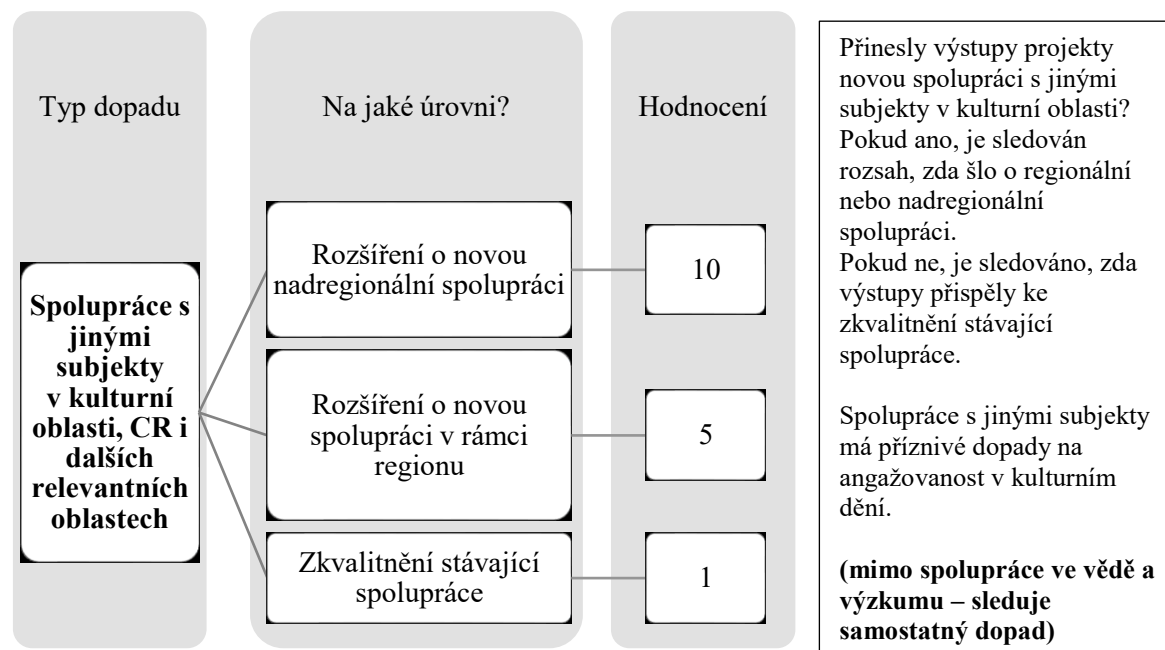 Typ dopadu
Na jaké úrovni?
Hodnocení
Spolupráce s
jinými
subjekty
v kulturní
oblasti, CR i
dalších
relevantních
oblastech
Rozšíření o novou
nadregionální spolupráci
10
Rozšíření o novou
spolupráci v rámci
regionu
5
Zkvalitnění stávající
spolupráce
1
Přinesly výstupy projekty
novou spolupráci s jinými
subjekty v kulturní oblasti?
Pokud ano, je sledován
rozsah, zda šlo o regionální
nebo nadregionální
spolupráci.
Pokud ne, je sledováno, zda
výstupy přispěly ke
zkvalitnění stávající
spolupráce.
Spolupráce s jinými subjekty
má příznivé dopady na
angažovanost v kulturním
dění.
(mimo spolupráce ve vědě a
výzkumu – sleduje
samostatný dopad)